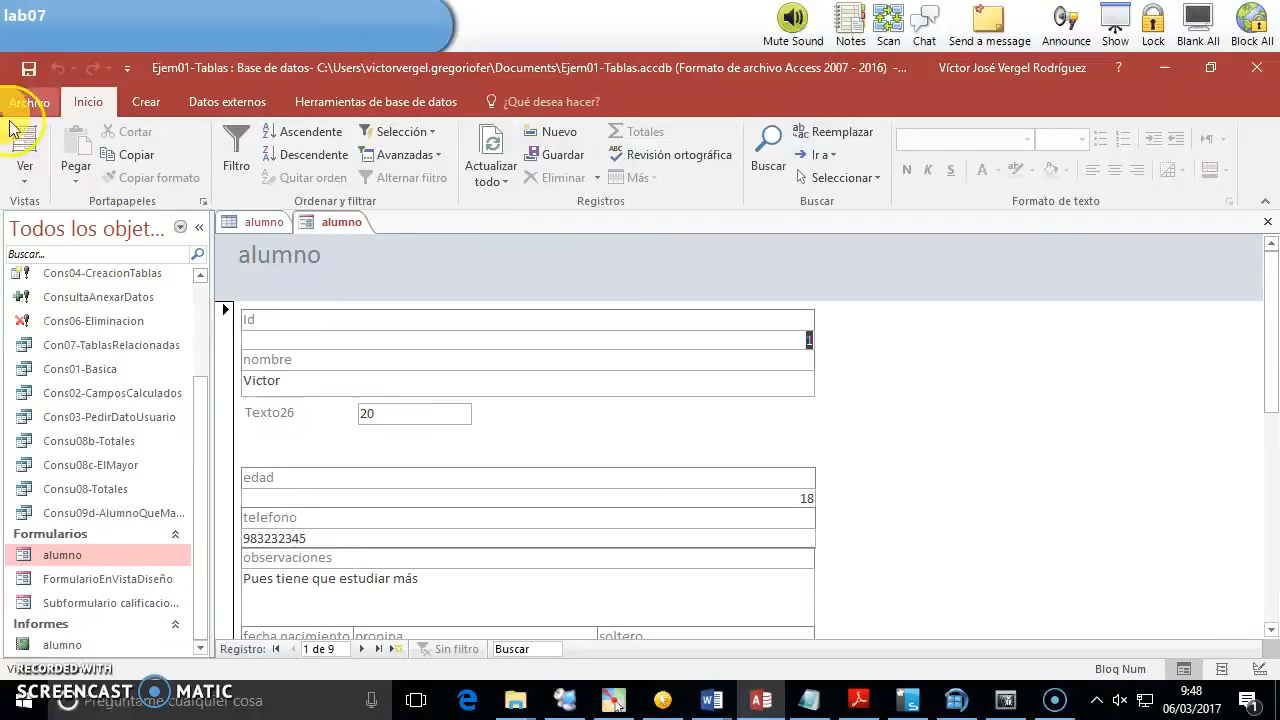 lab07
Mute Sound Notes Scan Chat Send a message Announce Show Lock Blank All Block All
Ejem01-Tablas : Base de datos- C:\Users\victorvergel.gregoriofer\Documents\Ejem01-Tablas.accdb (Formato de archivo Access 2007 - 2016) -... Víctor José Vergel Rodríguez ?
Archivo Inicio Crear Datos externos Herramientas de base de datos ¿Qué desea hacer?
Cortar Ascendente Selección Nuevo Totales Reemplazar
Ver Pegar Copiar Filtro Descendente Avanzadas Actualizar todo Guardar Revisión ortográfica Buscar Ir a
Copiar formato Quitar orden Alternar filtro Eliminar Más Seleccionar N K S A
Vistas Portapapeles Ordenar y filtrar Registros Buscar Formato de texto
Todos los objet...
Buscar...
Cons04-CreacionTablas
ConsultaAnexarDatos
Cons06-Eliminacion
Con07-TablasRelacionadas
Cons01-Basica
Cons02-CamposCalculados
Cons03-PedirDatoUsuario
Consu08b-Totales
Consu08c-ElMayor
Consu08-Totales
Consu09d-AlumnoQueMa...
Formularios
alumno
FormularioEnVistaDiseño
Subformulario calificacio...
Informes
alumno
alumno alumno
alumno
Id
1
nombre
Victor
Texto26 20
edad
18
telefono
983232345
observaciones
Pues tiene que estudiar más
fecha nacimiento propina soltero
Registro: 1 de 9 Sin filtro Buscar
Bloq Num
RECORDED WITH
SCREENCAST MATIC
Pregúntame cualquier cosa
9:48
06/03/2017